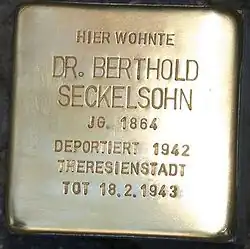 HIER WOHNTE
DR. BERTHOLD
SECKELSOHN
JG. 1864
DEPORTIERT 1942
THERESIENSTADT
TOT 18.2.1943